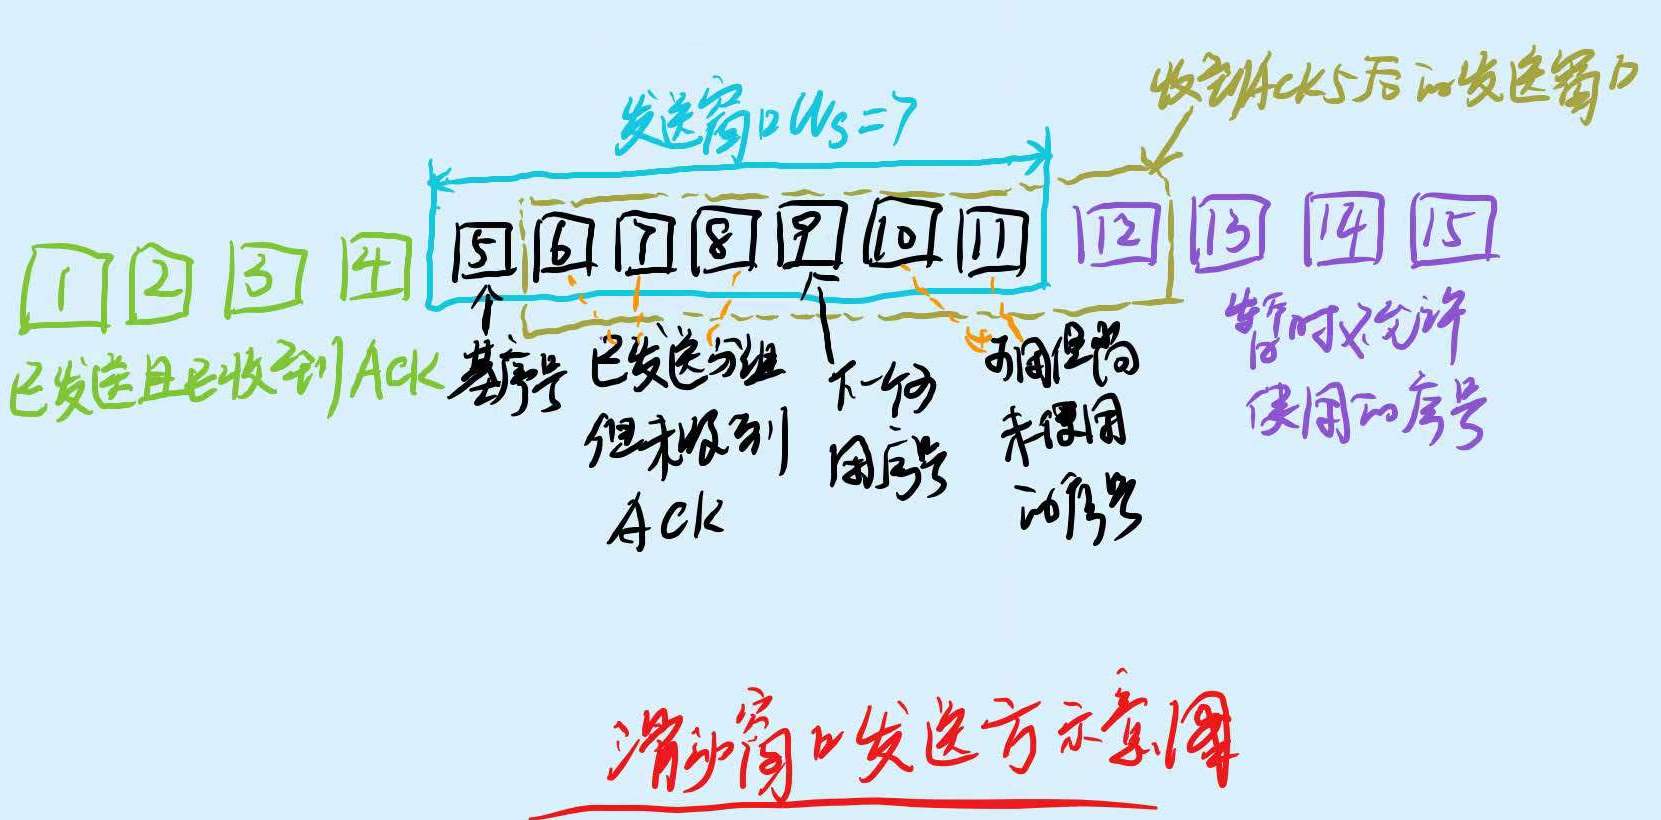 收到Ack5后的发送窗口
发送窗口Ws=7
1 2 3 4 5 6 7 8 9 10 11 12 13 14 15
已发送且已收到Ack
基序号
已发送分组
但未收到
Ack
下一个可
用序号
可用但尚
未使用
的序号
暂时不允许
使用的序号
滑动窗口发送方示意图